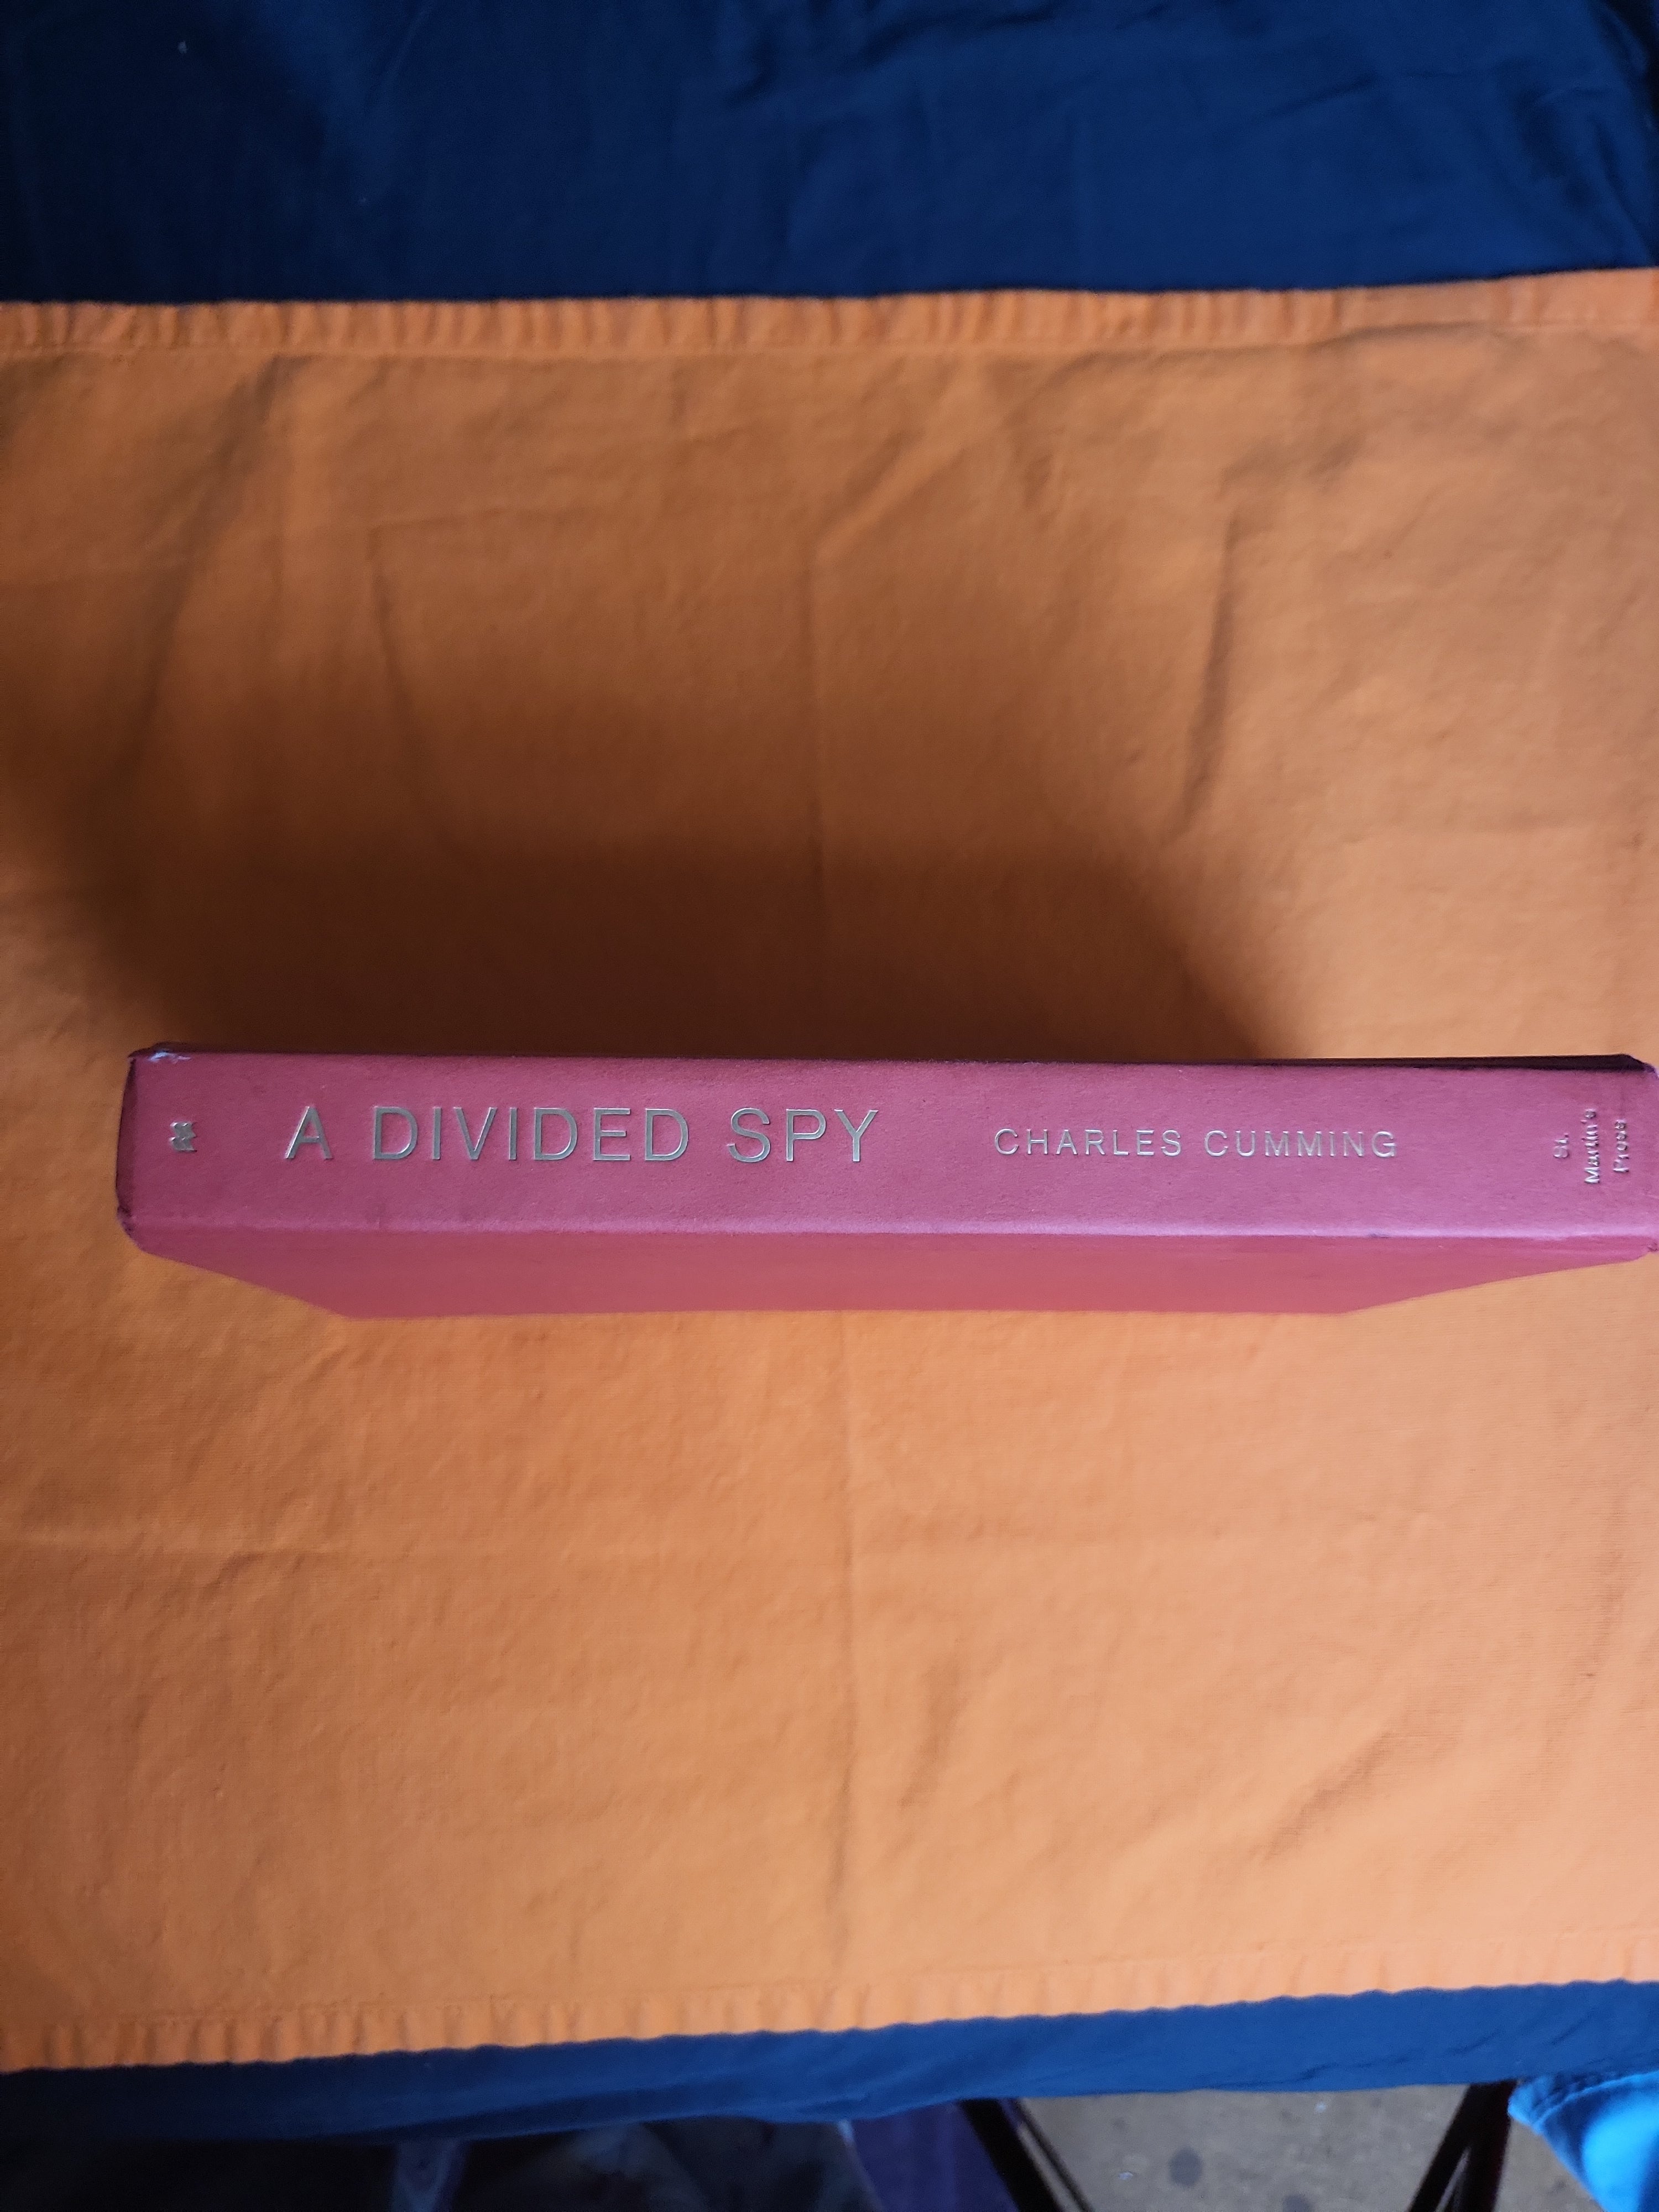 A DIVIDED SPY
CHARLES CUMMING
St.
Martin's
Press